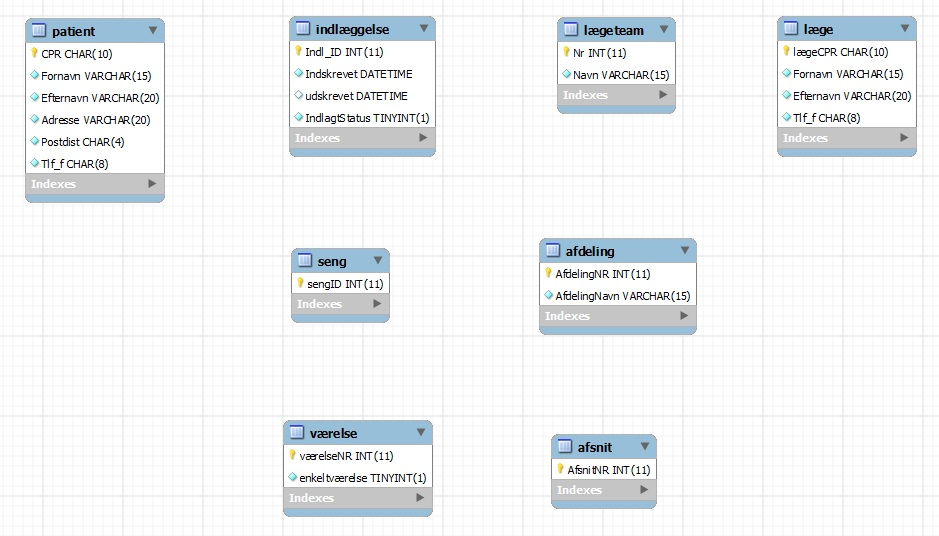 patient
CPR CHAR(10)
Fornavn VARCHAR(15)
Efternavn VARCHAR(20)
Adresse VARCHAR(20)
Postdist CHAR(4)
Tlf_f CHAR(8)
Indexes
indlæggelse
Indl_ID INT(11)
Indskrevet DATETIME
udskrevet DATETIME
IndlagtStatus TINYINT(1)
Indexes
lægeteam
Nr INT(11)
Navn VARCHAR(15)
Indexes
læge
lægeCPR CHAR(10)
Fornavn VARCHAR(15)
Efternavn VARCHAR(20)
Tlf_f CHAR(8)
Indexes
seng
sengID INT(11)
Indexes
afdeling
AfdelingNR INT(11)
AfdelingNavn VARCHAR(15)
Indexes
værelse
værelseNR INT(11)
enkeltværelse TINYINT(1)
Indexes
afsnit
AfsnitNR INT(11)
Indexes